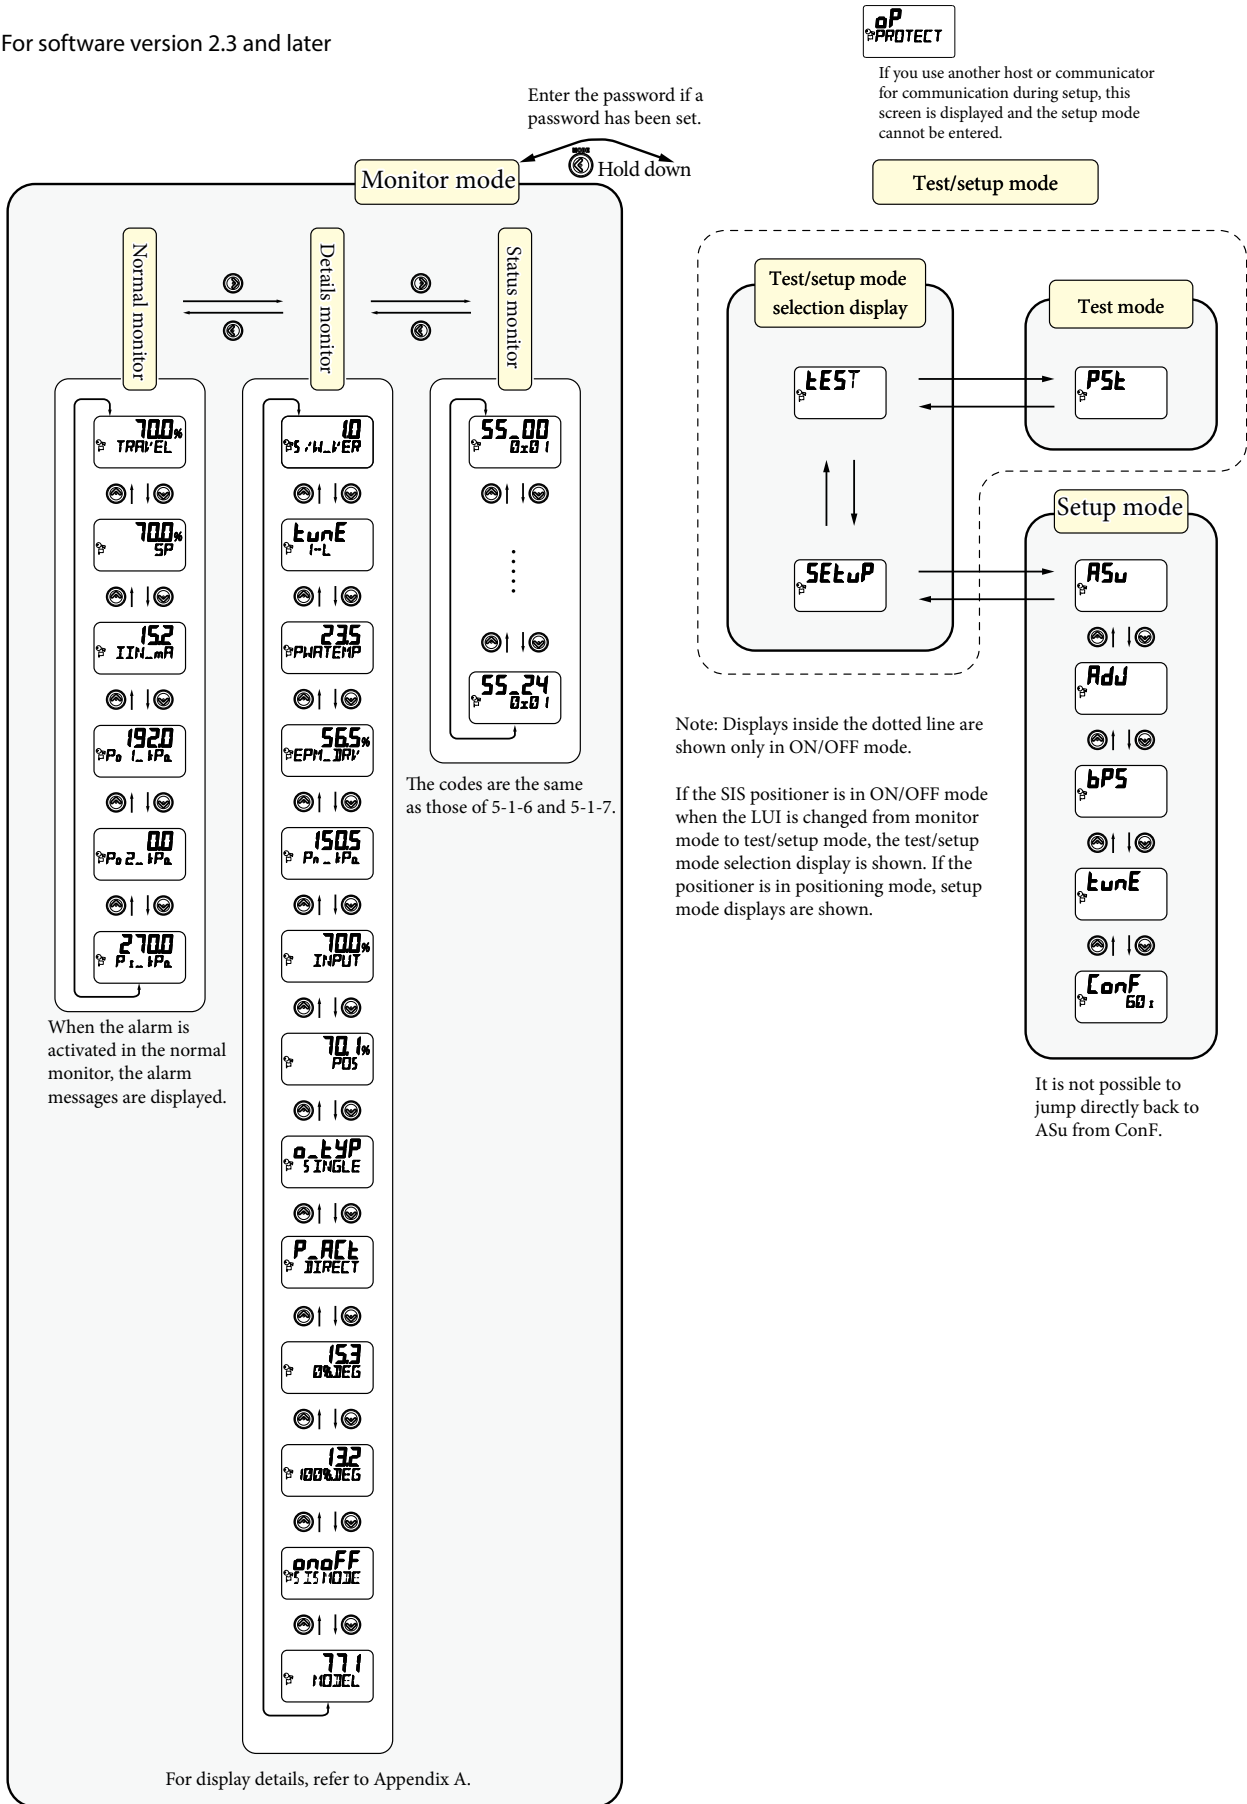 For software version 2.3 and later
oP
PROTECT
If you use another host or communicator
for communication during setup, this
screen is displayed and the setup mode
cannot be entered.
Enter the password if a
password has been set.
MODE
Hold down
Monitor mode
Test/setup mode
Normal monitor
Details monitor
Status monitor
70.0%
TRAVEL
70.0%
SP
15.2
IIN_mA
192.0
Po1_kPa
0.0
Po2_kPa
270.0
Ps_kPa
When the alarm is
activated in the normal
monitor, the alarm
messages are displayed.
1.0
S/W_VER
tunE
1-L
23.5
PWATEMP
56.5%
EPM_DRV
150.5
Pn_kPa
70.0%
INPUT
70.1%
POS
o_tYP
SINGLE
P_ACt
DIRECT
15.3
0%DEG
13.2
100%DEG
onoFF
SISMODE
771
MODEL
SS_00
0x01
SS_24
0x01
The codes are the same
as those of 5-1-6 and 5-1-7.
For display details, refer to Appendix A.
Test/setup mode
selection display
tEST
SEtuP
Test mode
PSt
Setup mode
ASu
AdJ
bPS
tunE
ConF
60s
It is not possible to
jump directly back to
ASu from ConF.
Note: Displays inside the dotted line are
shown only in ON/OFF mode.
If the SIS positioner is in ON/OFF mode
when the LUI is changed from monitor
mode to test/setup mode, the test/setup
mode selection display is shown. If the
positioner is in positioning mode, setup
mode displays are shown.